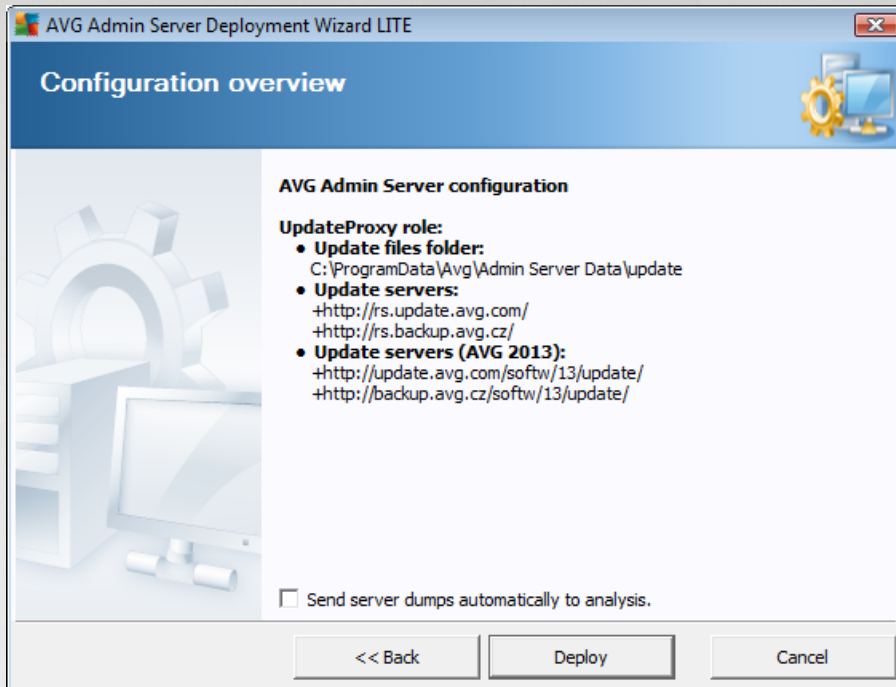 AVG Admin Server Deployment Wizard LITE
Configuration overview
AVG Admin Server configuration
UpdateProxy role:
• Update files folder:
C:\ProgramData\Avg\Admin Server Data\update
• Update servers:
+http://rs.update.avg.com/
+http://rs.backup.avg.cz/
• Update servers (AVG 2013):
+http://update.avg.com/softw/13/update/
+http://backup.avg.cz/softw/13/update/
Send server dumps automatically to analysis.
<< Back
Deploy
Cancel